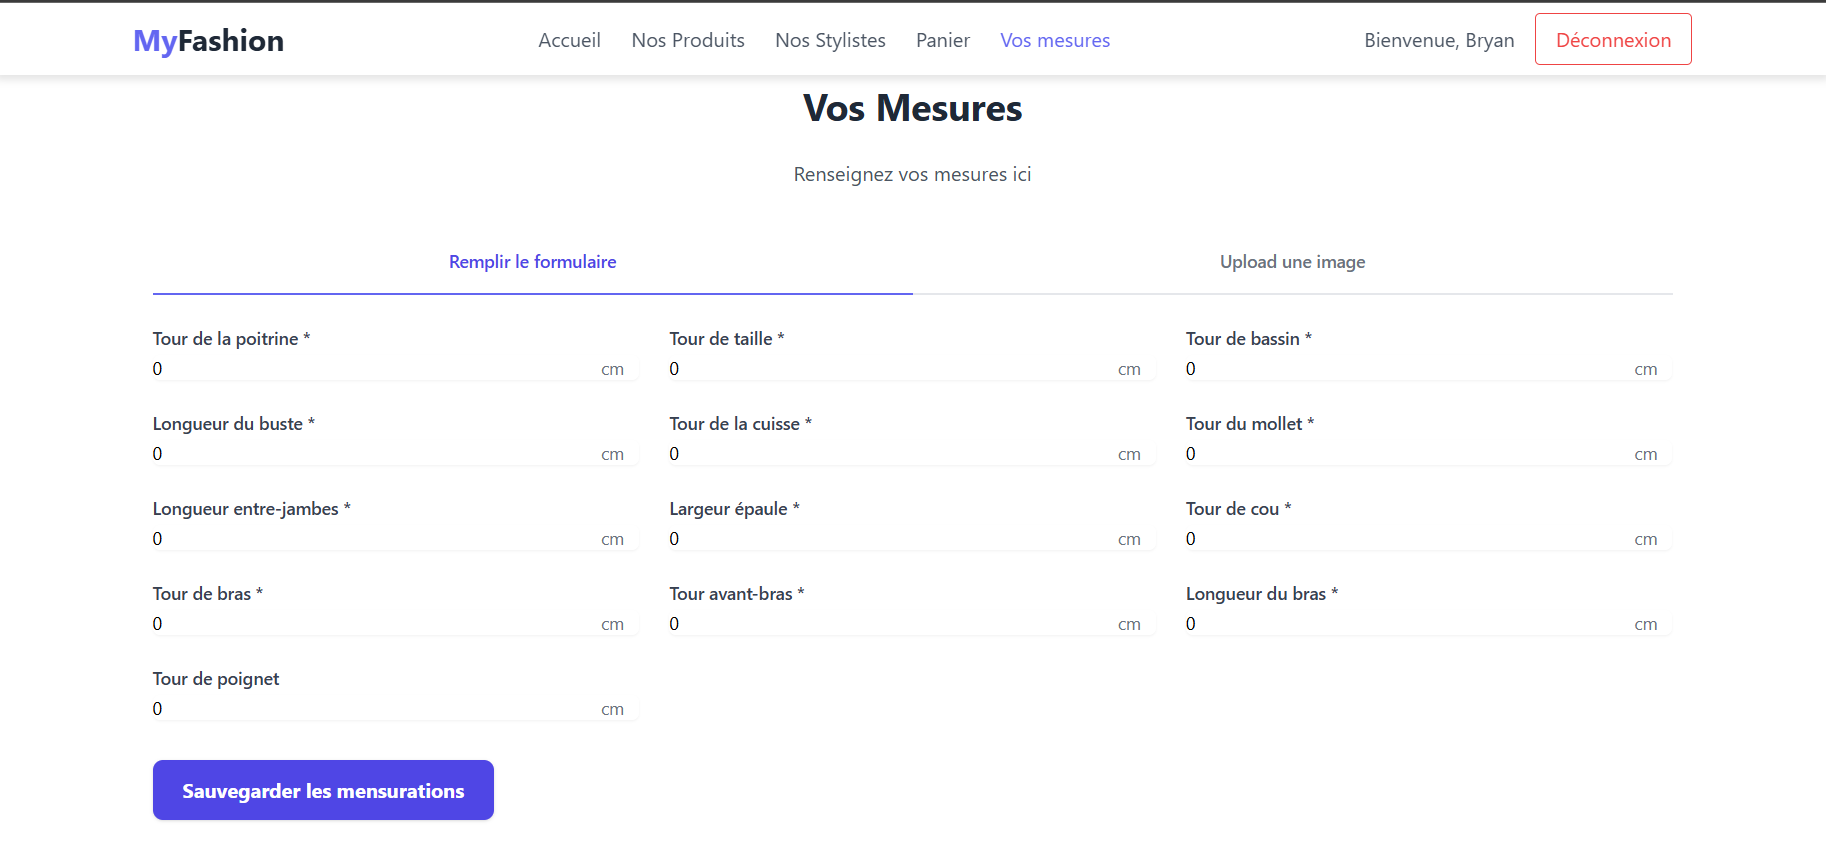 MyFashion Accueil Nos Produits Nos Stylistes Panier Vos mesures Bienvenue, Bryan Déconnexion
Vos Mesures
Renseignez vos mesures ici
Remplir le formulaire Upload une image
Tour de la poitrine * Tour de taille * Tour de bassin *
0 cm 0 cm 0 cm
Longueur du buste * Tour de la cuisse * Tour du mollet *
0 cm 0 cm 0 cm
Longueur entre-jambes * Largeur épaule * Tour de cou *
0 cm 0 cm 0 cm
Tour de bras * Tour avant-bras * Longueur du bras *
0 cm 0 cm 0 cm
Tour de poignet
0 cm
Sauvegarder les mensurations